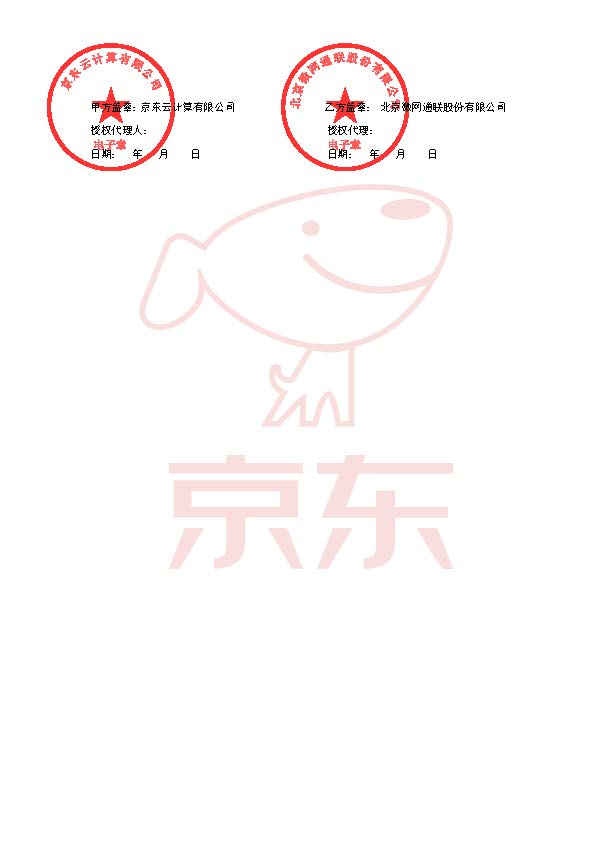 京东云计算有限公司
甲方盖章：京东云计算有限公司
授权代理人：
电子章
日期： 年 月 日
北京微网通联股份有限公司
乙方盖章： 北京微网通联股份有限公司
授权代理：
电子章
日期： 年 月 日
京东